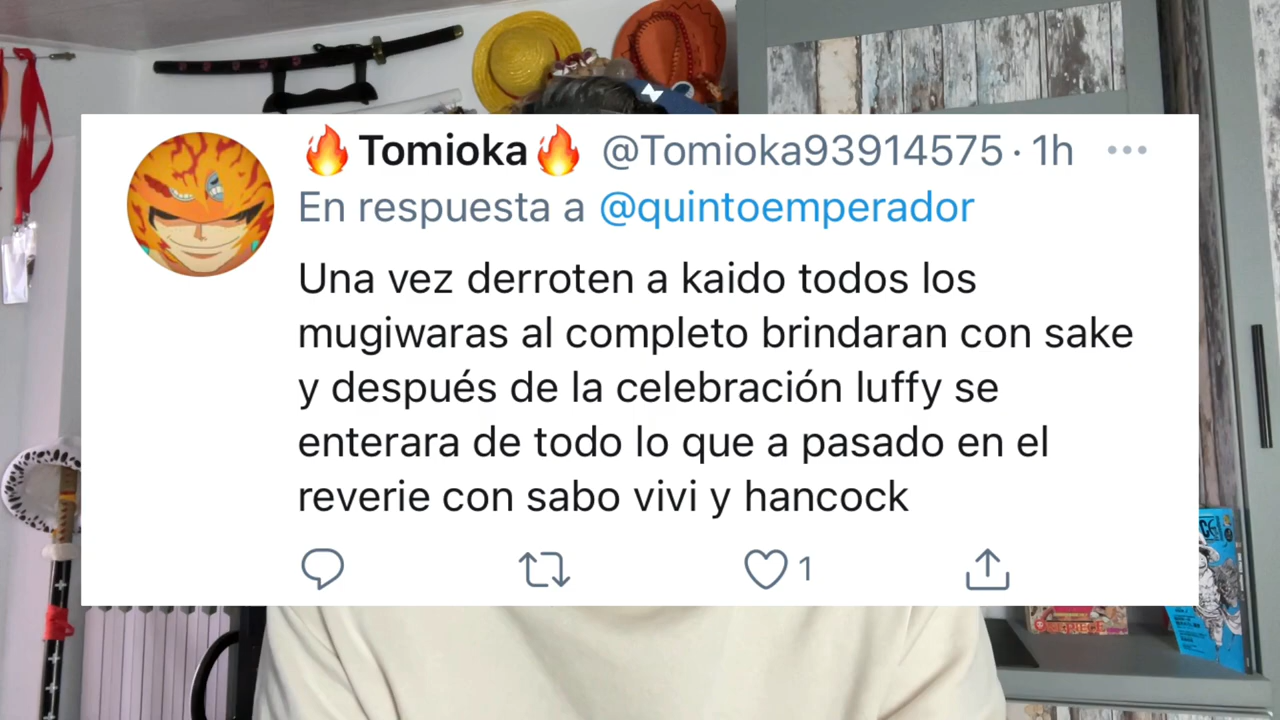 🔥Tomioka🔥 @Tomioka93914575 · 1h ...
En respuesta a @quintoemperador
Una vez derroten a kaido todos los
mugiwaras al completo brindaran con sake
y después de la celebración luffy se
enterara de todo lo que a pasado en el
reverie con sabo vivi y hancock
1